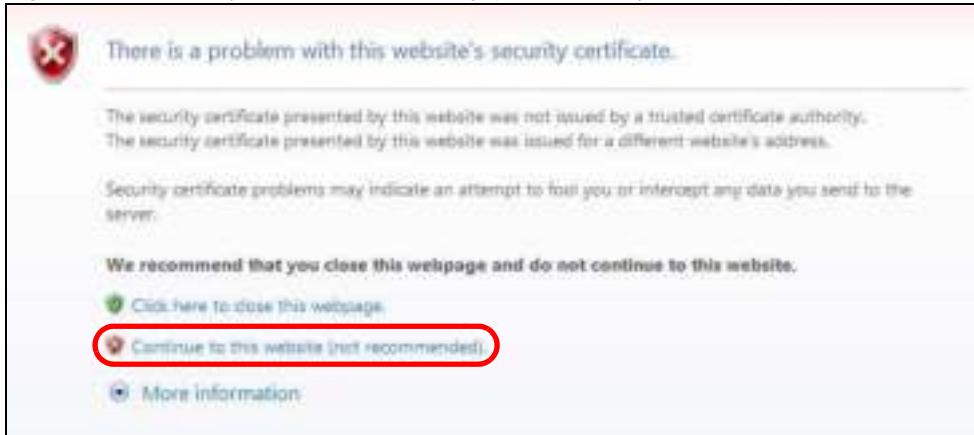 There is a problem with this website's security certificate.
The security certificate presented by this website was not issued by a trusted certificate authority.
The security certificate presented by this website was issued for a different website's address.
Security certificate problems may indicate an attempt to fool you or intercept any data you send to the
server.
We recommend that you close this webpage and do not continue to this website.
Click here to close this webpage.
Continue to this website (not recommended).
More information